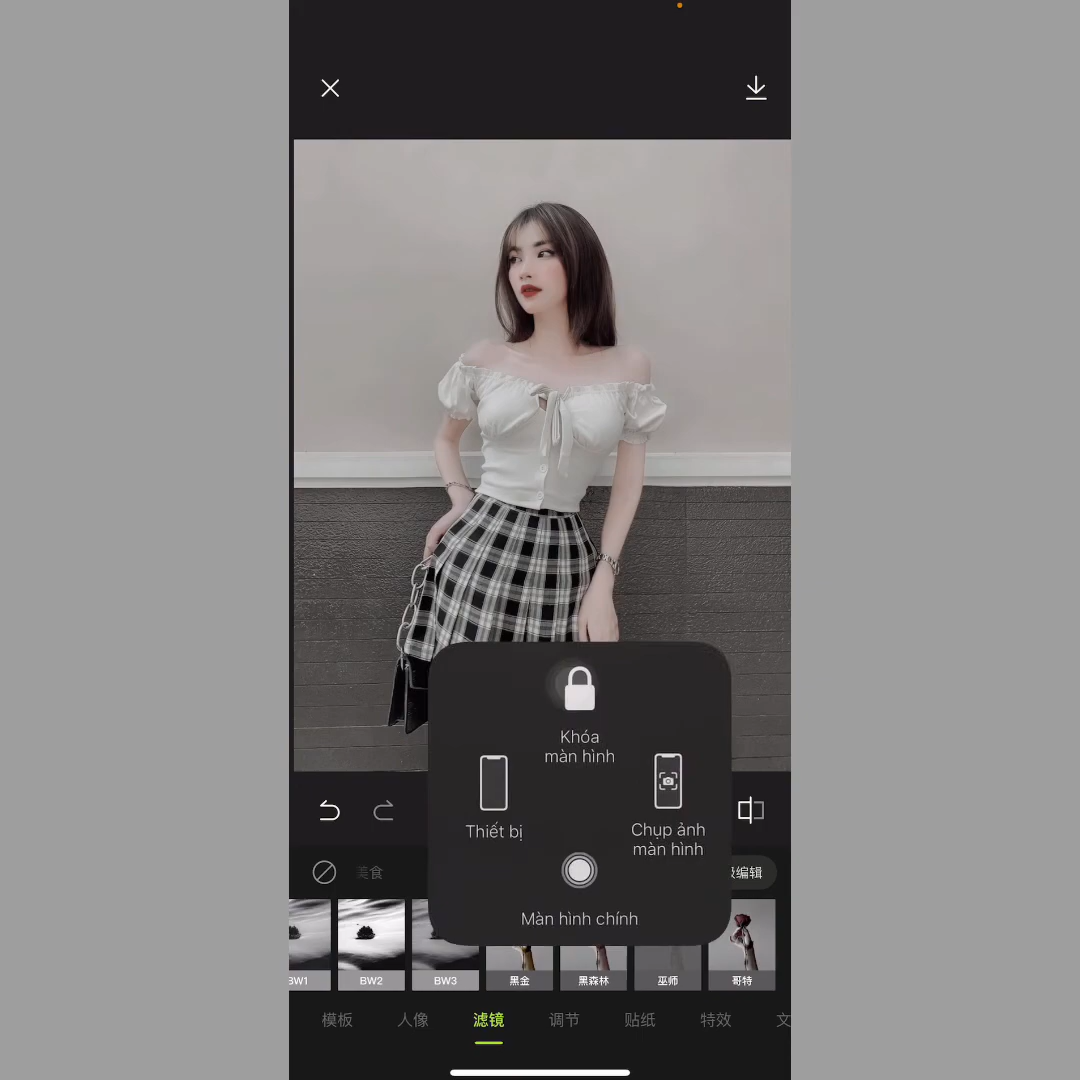 Khóa
màn hình
Thiết bị
Chụp ảnh
màn hình
Màn hình chính
美食
编辑
BW1
BW2
BW3
黑金
黑森林
巫师
哥特
模板
人像
滤镜
调节
贴纸
特效
文